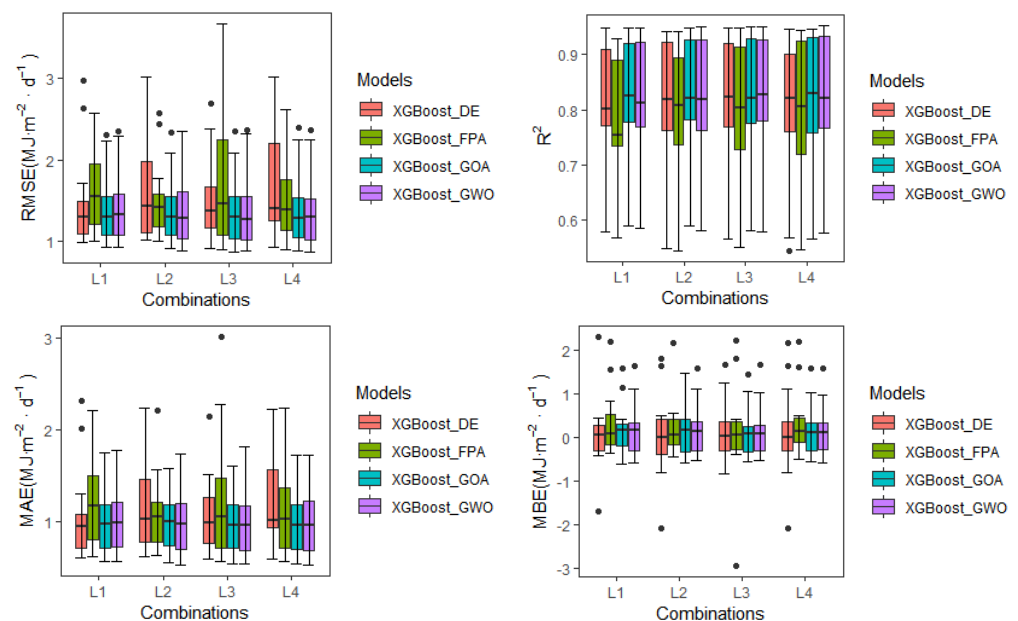 RMSE(MJ·m⁻² · d⁻¹ )
3
2
1
L1 L2 L3 L4
Combinations
Models
XGBoost_DE
XGBoost_FPA
XGBoost_GOA
XGBoost_GWO
R²
0.9
0.8
0.7
0.6
L1 L2 L3 L4
Combinations
Models
XGBoost_DE
XGBoost_FPA
XGBoost_GOA
XGBoost_GWO
MAE(MJ·m⁻² · d⁻¹ )
3
2
1
L1 L2 L3 L4
Combinations
Models
XGBoost_DE
XGBoost_FPA
XGBoost_GOA
XGBoost_GWO
MBE(MJ·m⁻² · d⁻¹ )
2
1
0
-1
-2
-3
L1 L2 L3 L4
Combinations
Models
XGBoost_DE
XGBoost_FPA
XGBoost_GOA
XGBoost_GWO